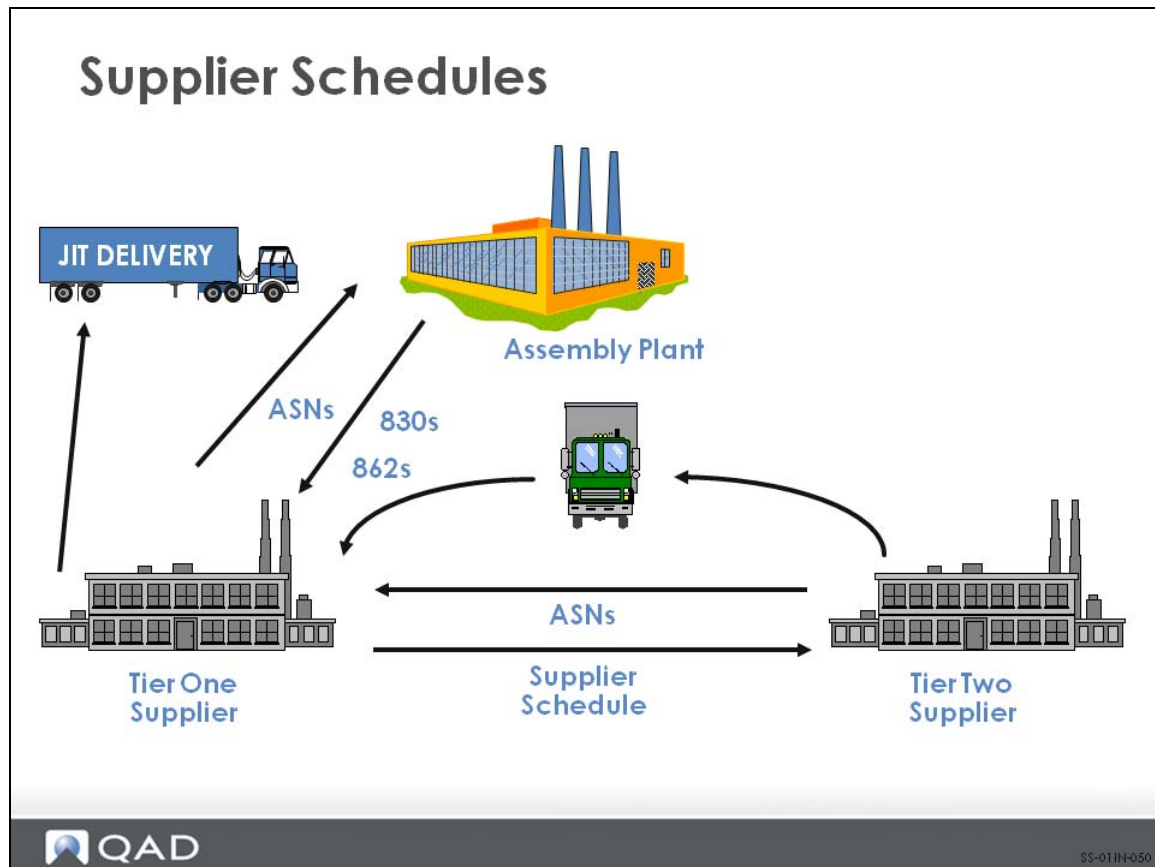 Supplier Schedules
JIT DELIVERY
Assembly Plant
ASNs
830s
862s
ASNs
Supplier
Schedule
Tier One
Supplier
Tier Two
Supplier
QAD
SS-01IN-050